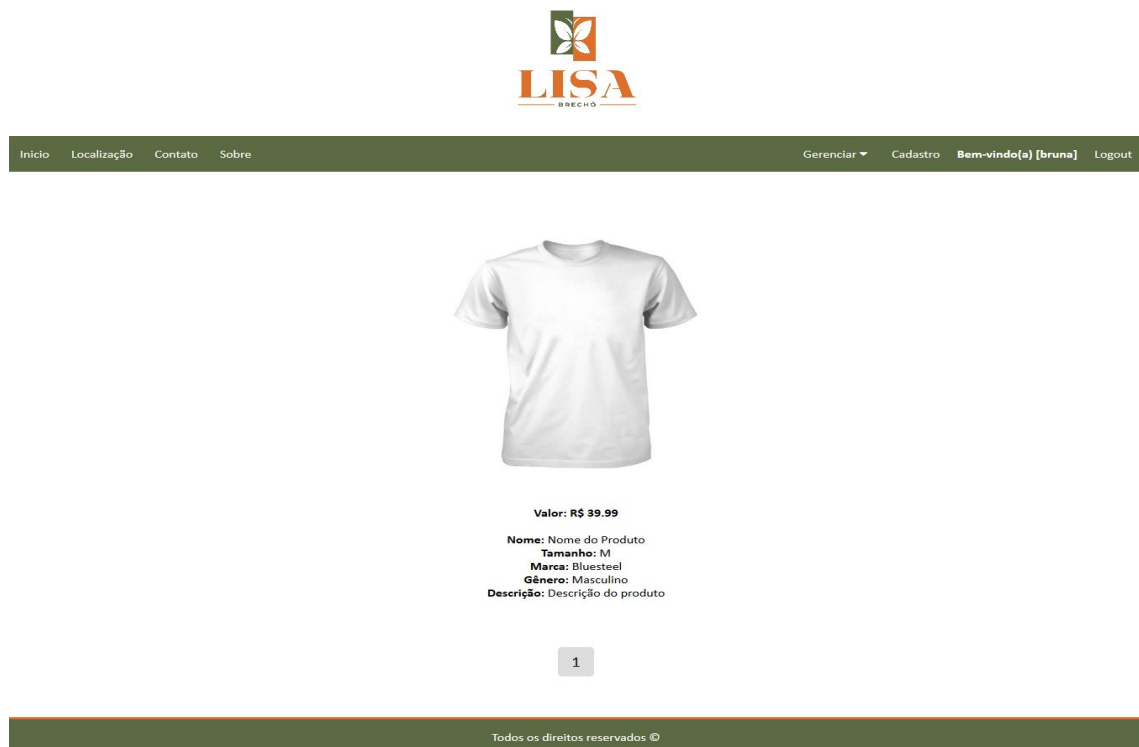 LISA
BRECHÓ
Inicio Localização Contato Sobre Gerenciar Cadastro Bem-vindo(a) [bruna] Logout
Valor: R$ 39.99
Nome: Nome do Produto
Tamanho: M
Marca: Bluesteel
Gênero: Masculino
Descrição: Descrição do produto
1
Todos os direitos reservados ©